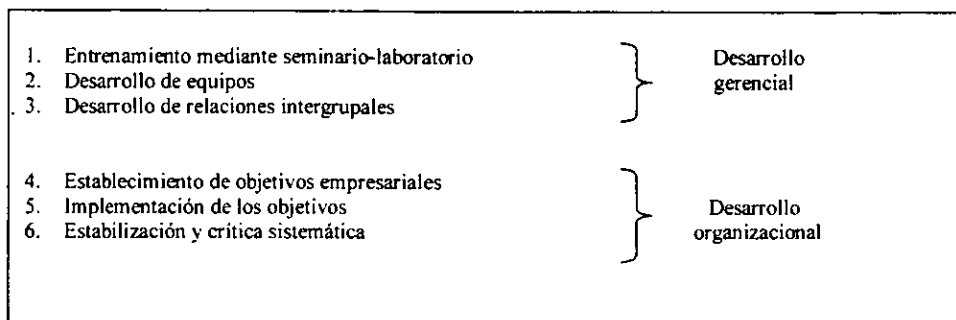 1. Entrenamiento mediante seminario-laboratorio
2. Desarrollo de equipos
3. Desarrollo de relaciones intergrupales
Desarrollo
gerencial
4. Establecimiento de objetivos empresariales
5. Implementación de los objetivos
6. Estabilización y crítica sistemática
Desarrollo
organizacional